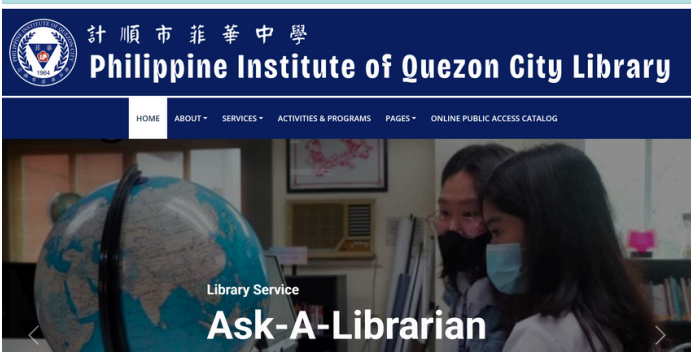 計順市菲華中學
Philippine Institute of Quezon City Library
1964
HOME ABOUT SERVICES ACTIVITIES & PROGRAMS PAGES ONLINE PUBLIC ACCESS CATALOG
Library Service
Ask-A-Librarian